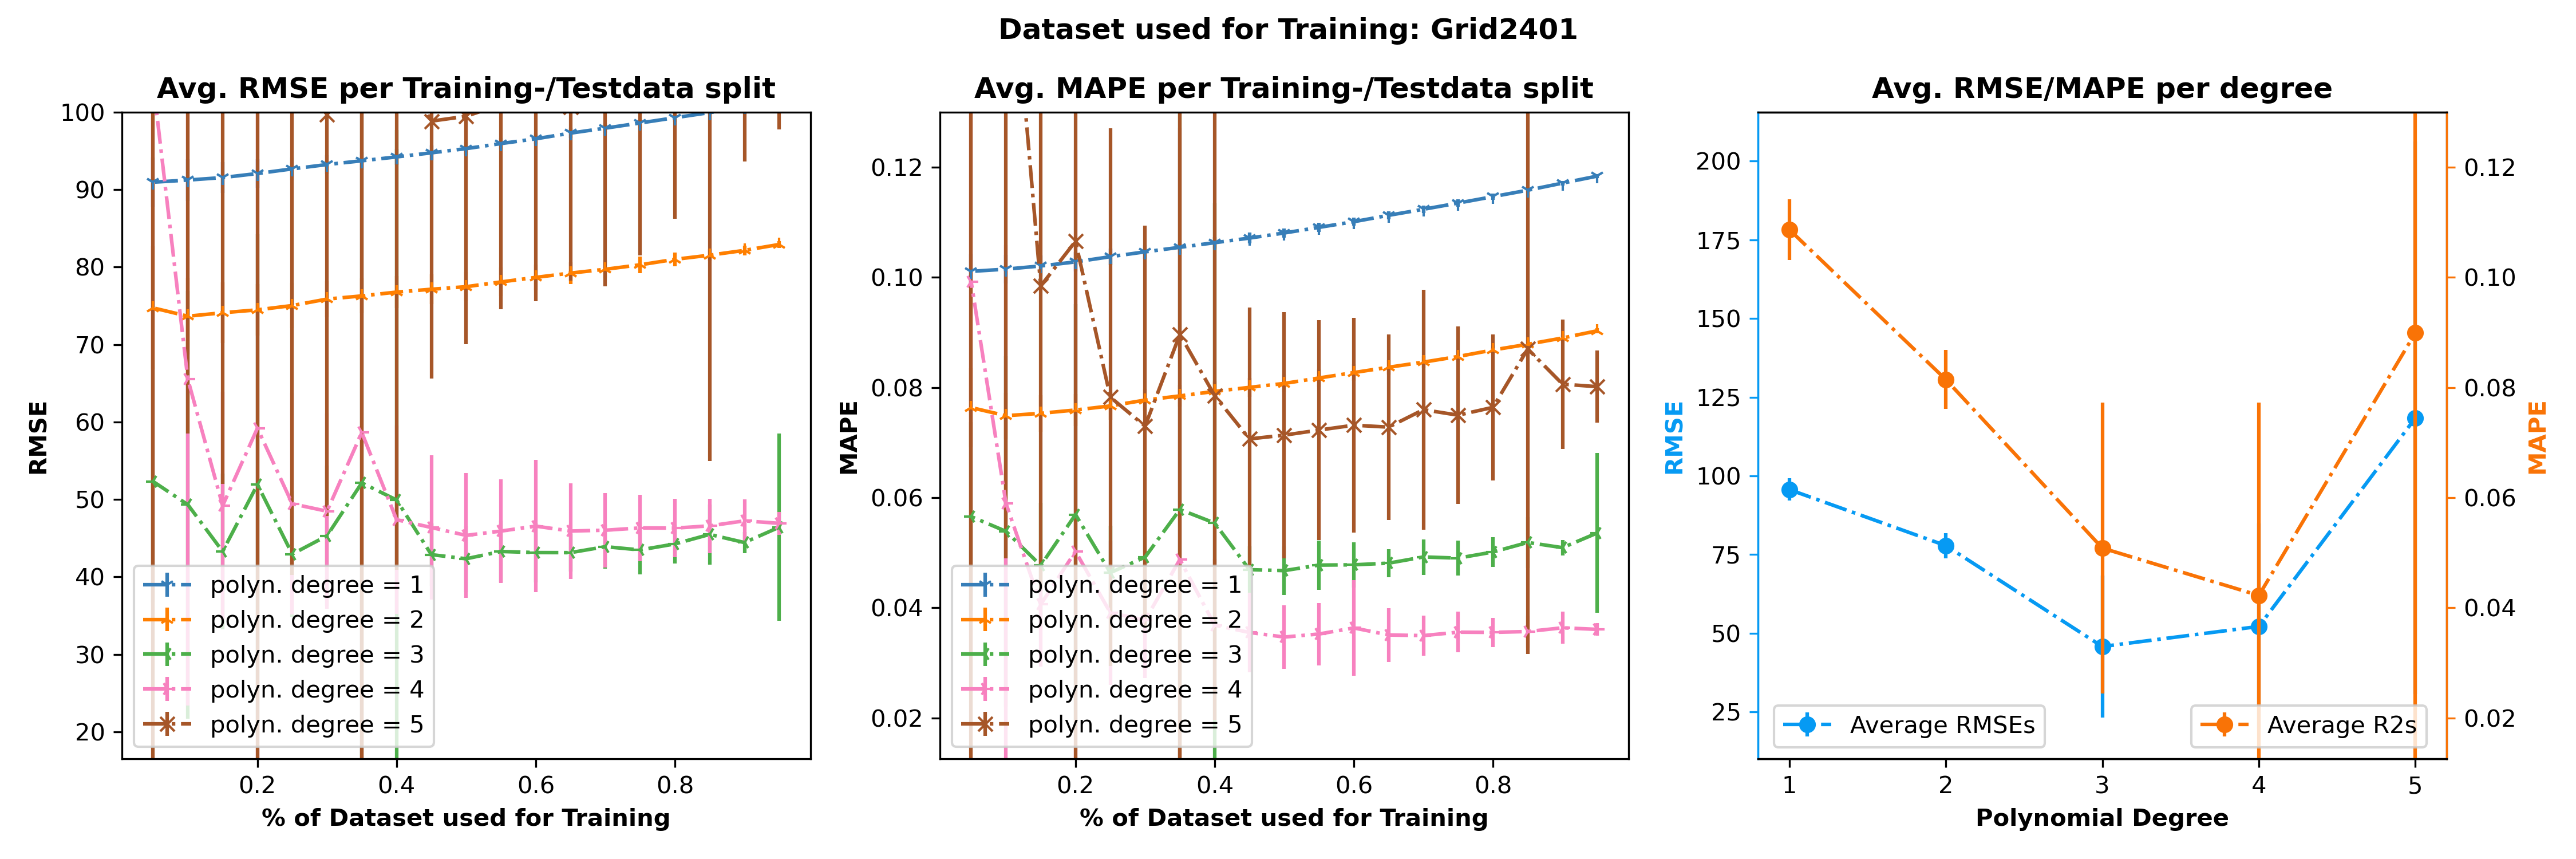 Dataset used for Training: Grid2401
Avg. RMSE per Training-/Testdata split
100
90
80
70
60
50
40
30
20
RMSE
polyn. degree = 1
polyn. degree = 2
polyn. degree = 3
polyn. degree = 4
polyn. degree = 5
0.2 0.4 0.6 0.8
% of Dataset used for Training
Avg. MAPE per Training-/Testdata split
0.12
0.10
0.08
0.06
0.04
0.02
MAPE
polyn. degree = 1
polyn. degree = 2
polyn. degree = 3
polyn. degree = 4
polyn. degree = 5
0.2 0.4 0.6 0.8
% of Dataset used for Training
Avg. RMSE/MAPE per degree
200
175
150
125
100
75
50
25
RMSE
Average RMSEs
Average R2s
0.12
0.10
0.08
0.06
0.04
0.02
MAPE
1 2 3 4 5
Polynomial Degree